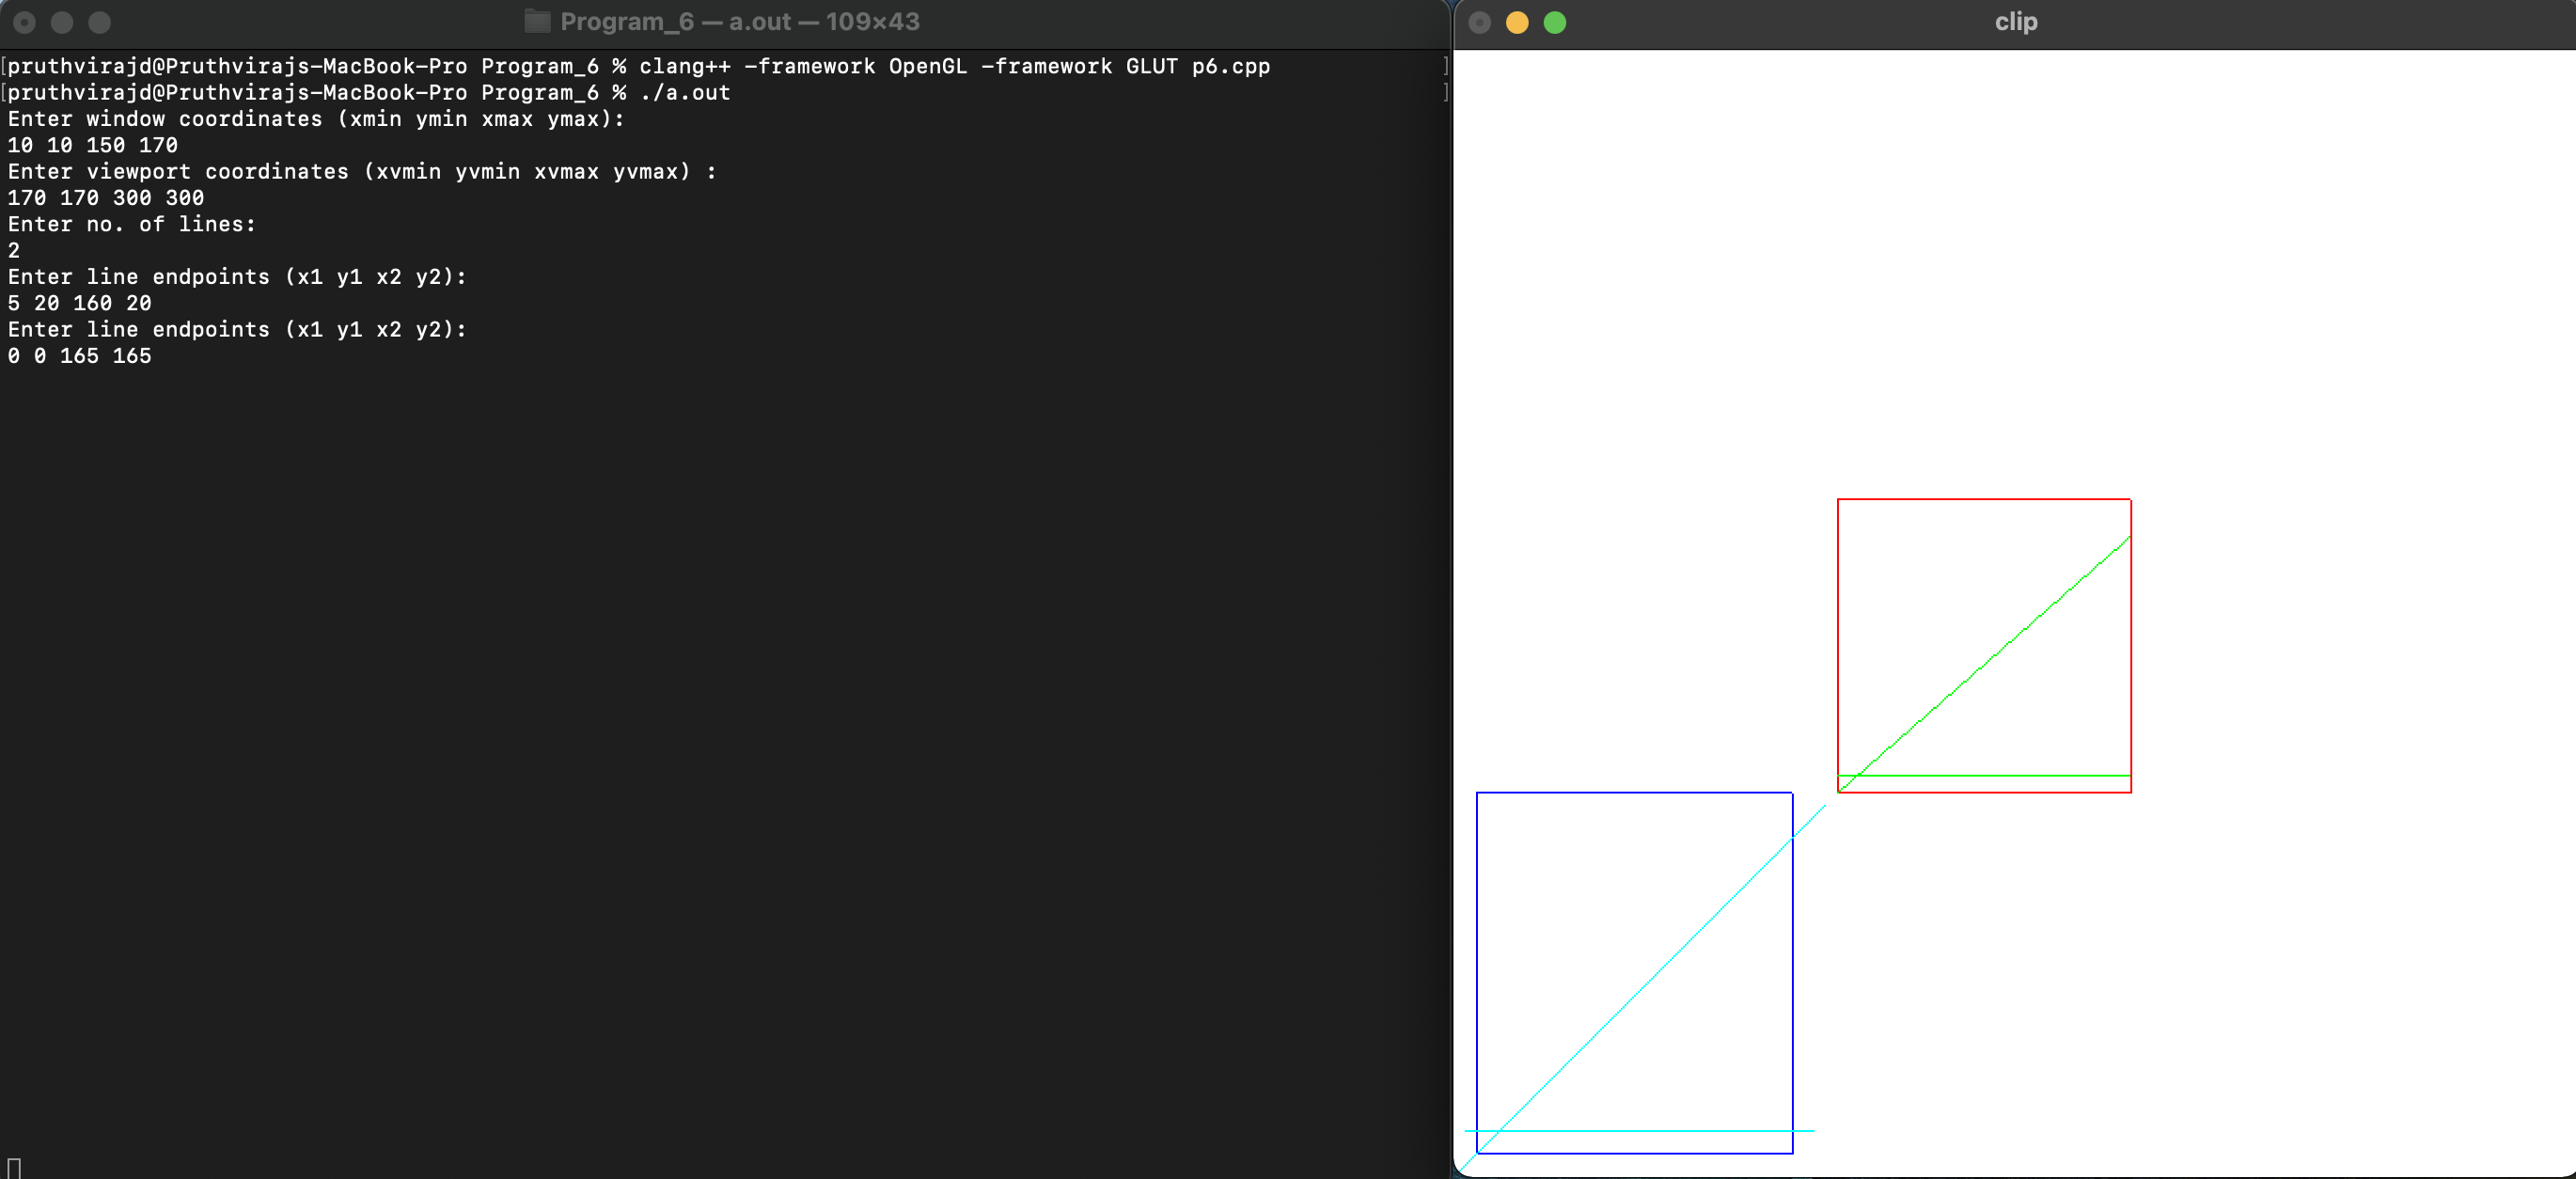 Program_6 — a.out — 109×43
[pruthvirajd@Pruthvirajs-MacBook-Pro Program_6 % clang++ -framework OpenGL -framework GLUT p6.cpp ]
[pruthvirajd@Pruthvirajs-MacBook-Pro Program_6 % ./a.out ]
Enter window coordinates (xmin ymin xmax ymax):
10 10 150 170
Enter viewport coordinates (xvmin yvmin xvmax yvmax) :
170 170 300 300
Enter no. of lines:
2
Enter line endpoints (x1 y1 x2 y2):
5 20 160 20
Enter line endpoints (x1 y1 x2 y2):
0 0 165 165
clip